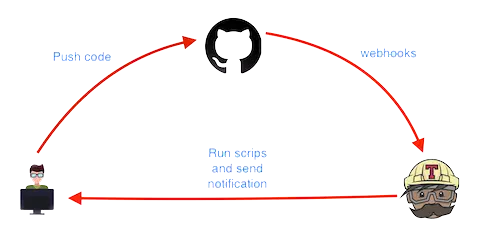 Push code
webhooks
Run scrips
and send
notification
T